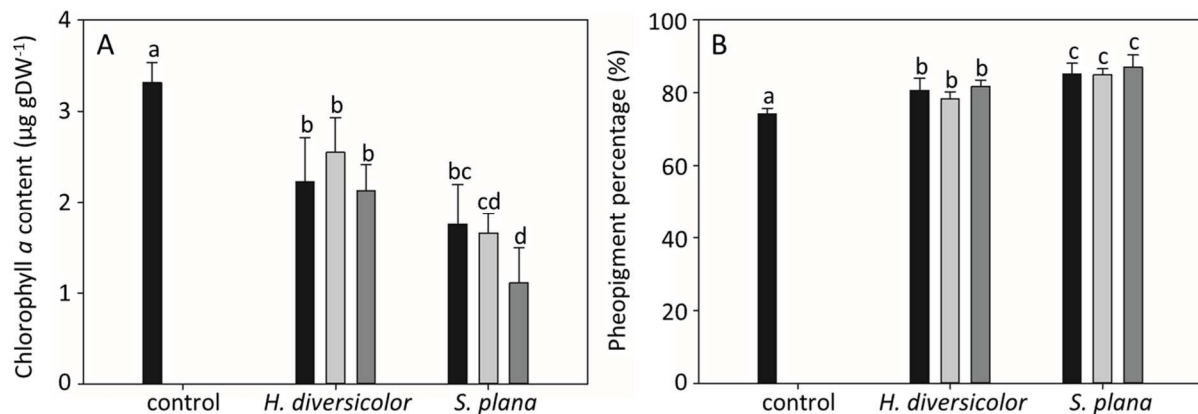 A
Chlorophyll a content (µg gDW⁻¹)
4
3
2
1
0
a
b
b
b
bc
cd
d
control
H. diversicolor
S. plana
B
Pheopigment percentage (%)
100
80
60
40
20
0
a
b
b
b
c
c
c
control
H. diversicolor
S. plana